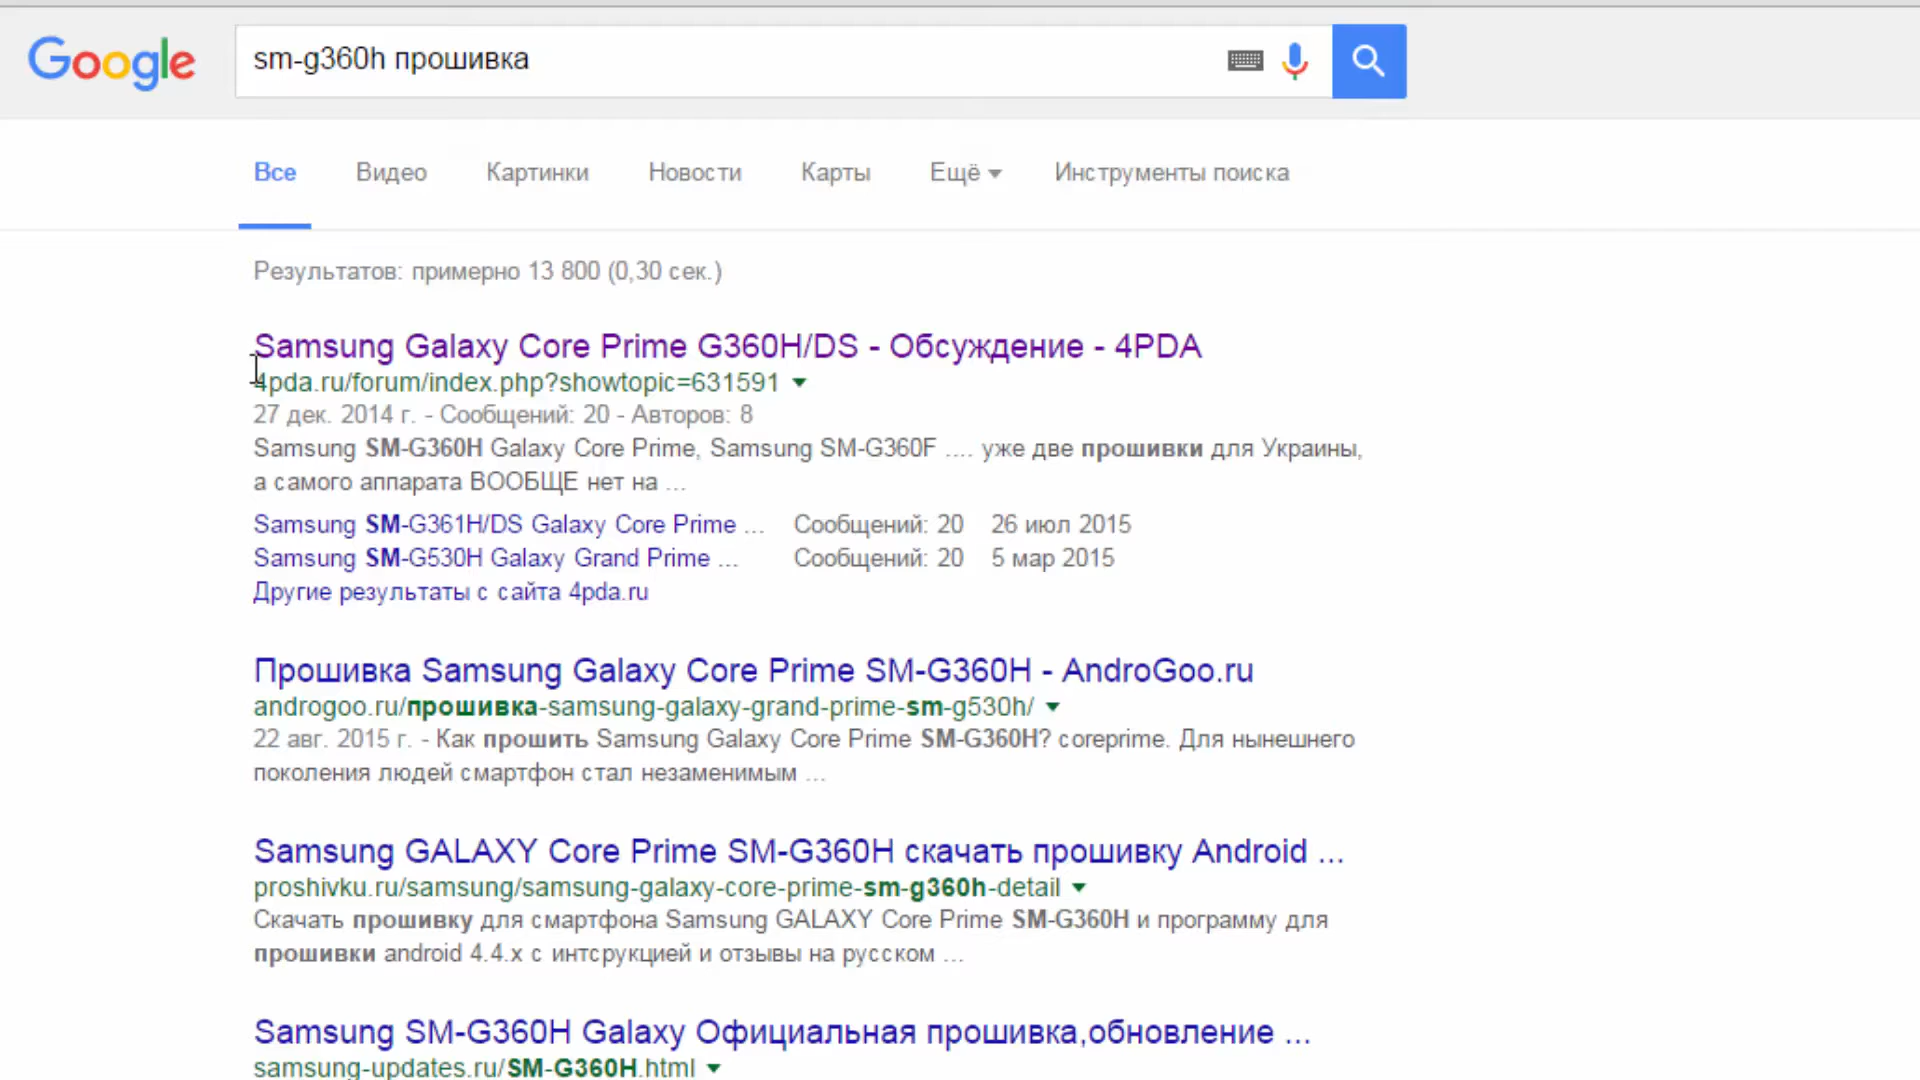 Google
sm-g360h прошивка
Все Видео Картинки Новости Карты Ещё Инструменты поиска
Результатов: примерно 13 800 (0,30 сек.)
Samsung Galaxy Core Prime G360H/DS - Обсуждение - 4PDA
4pda.ru/forum/index.php?showtopic=631591
27 дек. 2014 г. - Сообщений: 20 - Авторов: 8
Samsung SM-G360H Galaxy Core Prime, Samsung SM-G360F .... уже две прошивки для Украины,
а самого аппарата ВООБЩЕ нет на ...
Samsung SM-G361H/DS Galaxy Core Prime ... Сообщений: 20 26 июл 2015
Samsung SM-G530H Galaxy Grand Prime ... Сообщений: 20 5 мар 2015
Другие результаты с сайта 4pda.ru
Прошивка Samsung Galaxy Core Prime SM-G360H - AndroGoo.ru
androgoo.ru/прошивка-samsung-galaxy-grand-prime-sm-g530h/
22 авг. 2015 г. - Как прошить Samsung Galaxy Core Prime SM-G360H? coreprime. Для нынешнего
поколения людей смартфон стал незаменимым ...
Samsung GALAXY Core Prime SM-G360H скачать прошивку Android ...
proshivku.ru/samsung/samsung-galaxy-core-prime-sm-g360h-detail
Скачать прошивку для смартфона Samsung GALAXY Core Prime SM-G360H и программу для
прошивки android 4.4.x с интсрукцией и отзывы на русском ...
Samsung SM-G360H Galaxy Официальная прошивка,обновление ...
samsung-updates.ru/SM-G360H.html